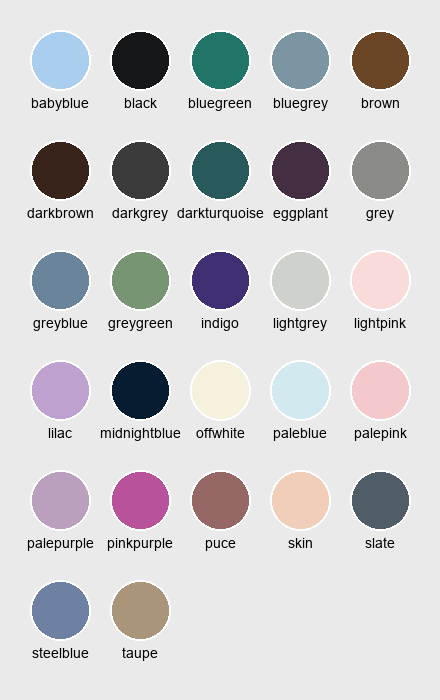 babyblue black bluegreen bluegrey brown
darkbrown darkgrey darkturquoise eggplant grey
greyblue greygreen indigo lightgrey lightpink
lilac midnightblue offwhite paleblue palepink
palepurple pinkpurple puce skin slate
steelblue taupe